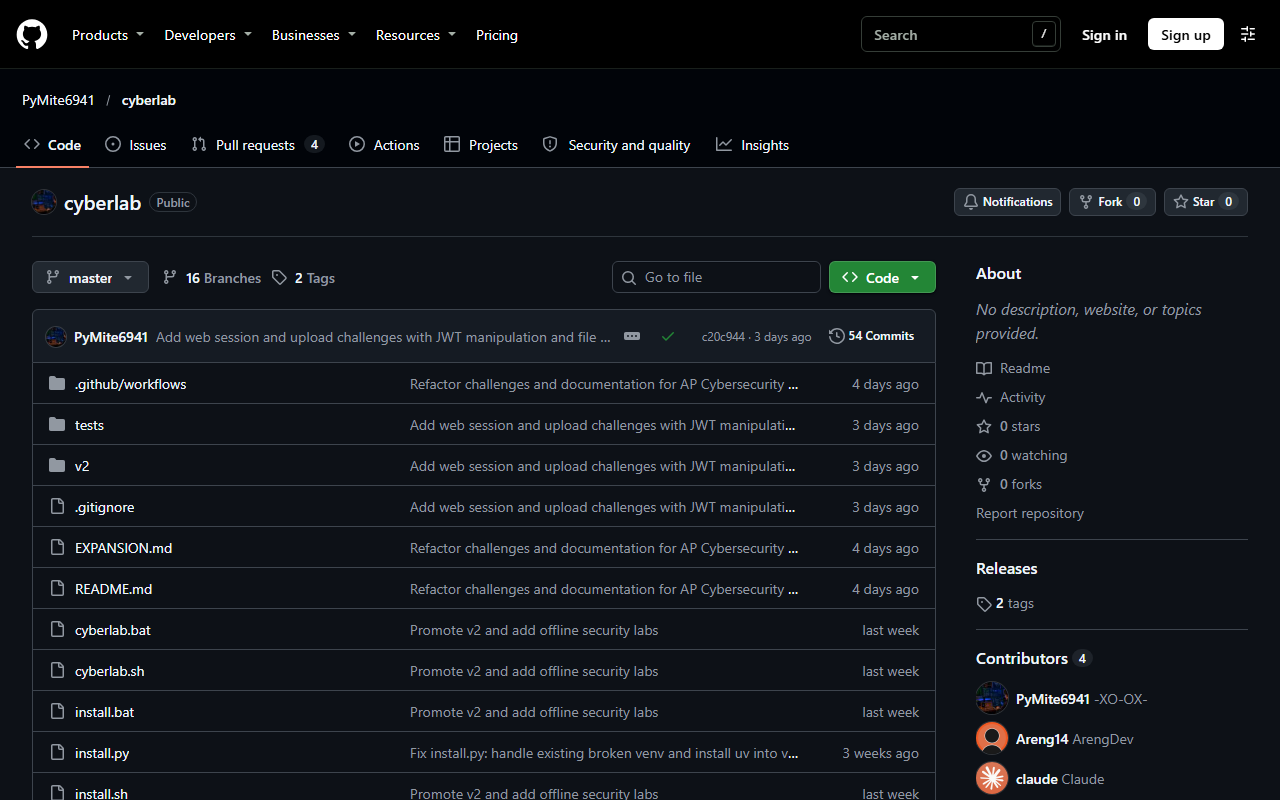 Products Developers Businesses Resources Pricing Search / Sign in Sign up
PyMite6941 / cyberlab
Code Issues Pull requests 4 Actions Projects Security and quality Insights
cyberlab Public Notifications Fork 0 Star 0
master 16 Branches 2 Tags Go to file Code
PyMite6941 Add web session and upload challenges with JWT manipulation and file ... c20c944 · 3 days ago 54 Commits
.github/workflows Refactor challenges and documentation for AP Cybersecurity ... 4 days ago
tests Add web session and upload challenges with JWT manipulati... 3 days ago
v2 Add web session and upload challenges with JWT manipulati... 3 days ago
.gitignore Add web session and upload challenges with JWT manipulati... 3 days ago
EXPANSION.md Refactor challenges and documentation for AP Cybersecurity ... 4 days ago
README.md Refactor challenges and documentation for AP Cybersecurity ... 4 days ago
cyberlab.bat Promote v2 and add offline security labs last week
cyberlab.sh Promote v2 and add offline security labs last week
install.bat Promote v2 and add offline security labs last week
install.py Fix install.py: handle existing broken venv and install uv into v... 3 weeks ago
install.sh Promote v2 and add offline security labs last week
About
No description, website, or topics
provided.
Readme
Activity
0 stars
0 watching
0 forks
Report repository
Releases
2 tags
Contributors 4
PyMite6941 -XO-OX-
Areng14 ArengDev
claude Claude